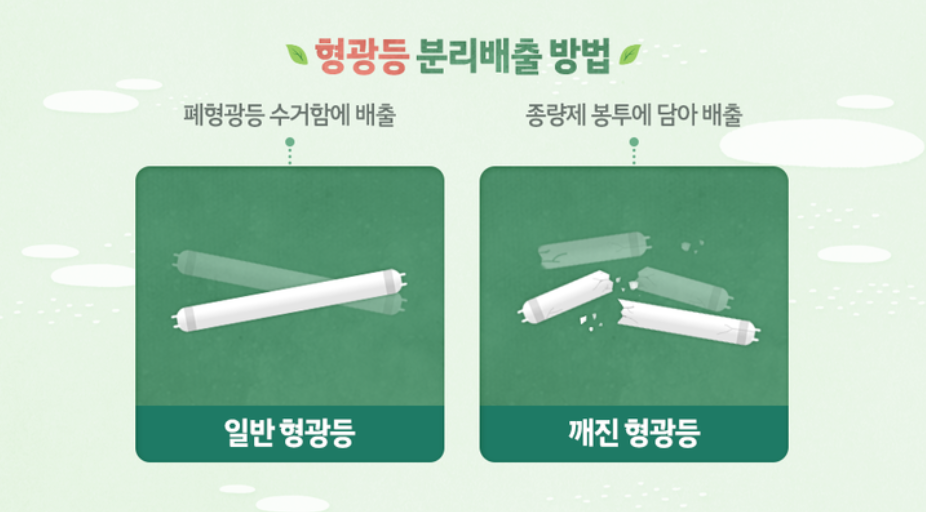 형광등 분리배출 방법
폐형광등 수거함에 배출
종량제 봉투에 담아 배출
일반 형광등
깨진 형광등